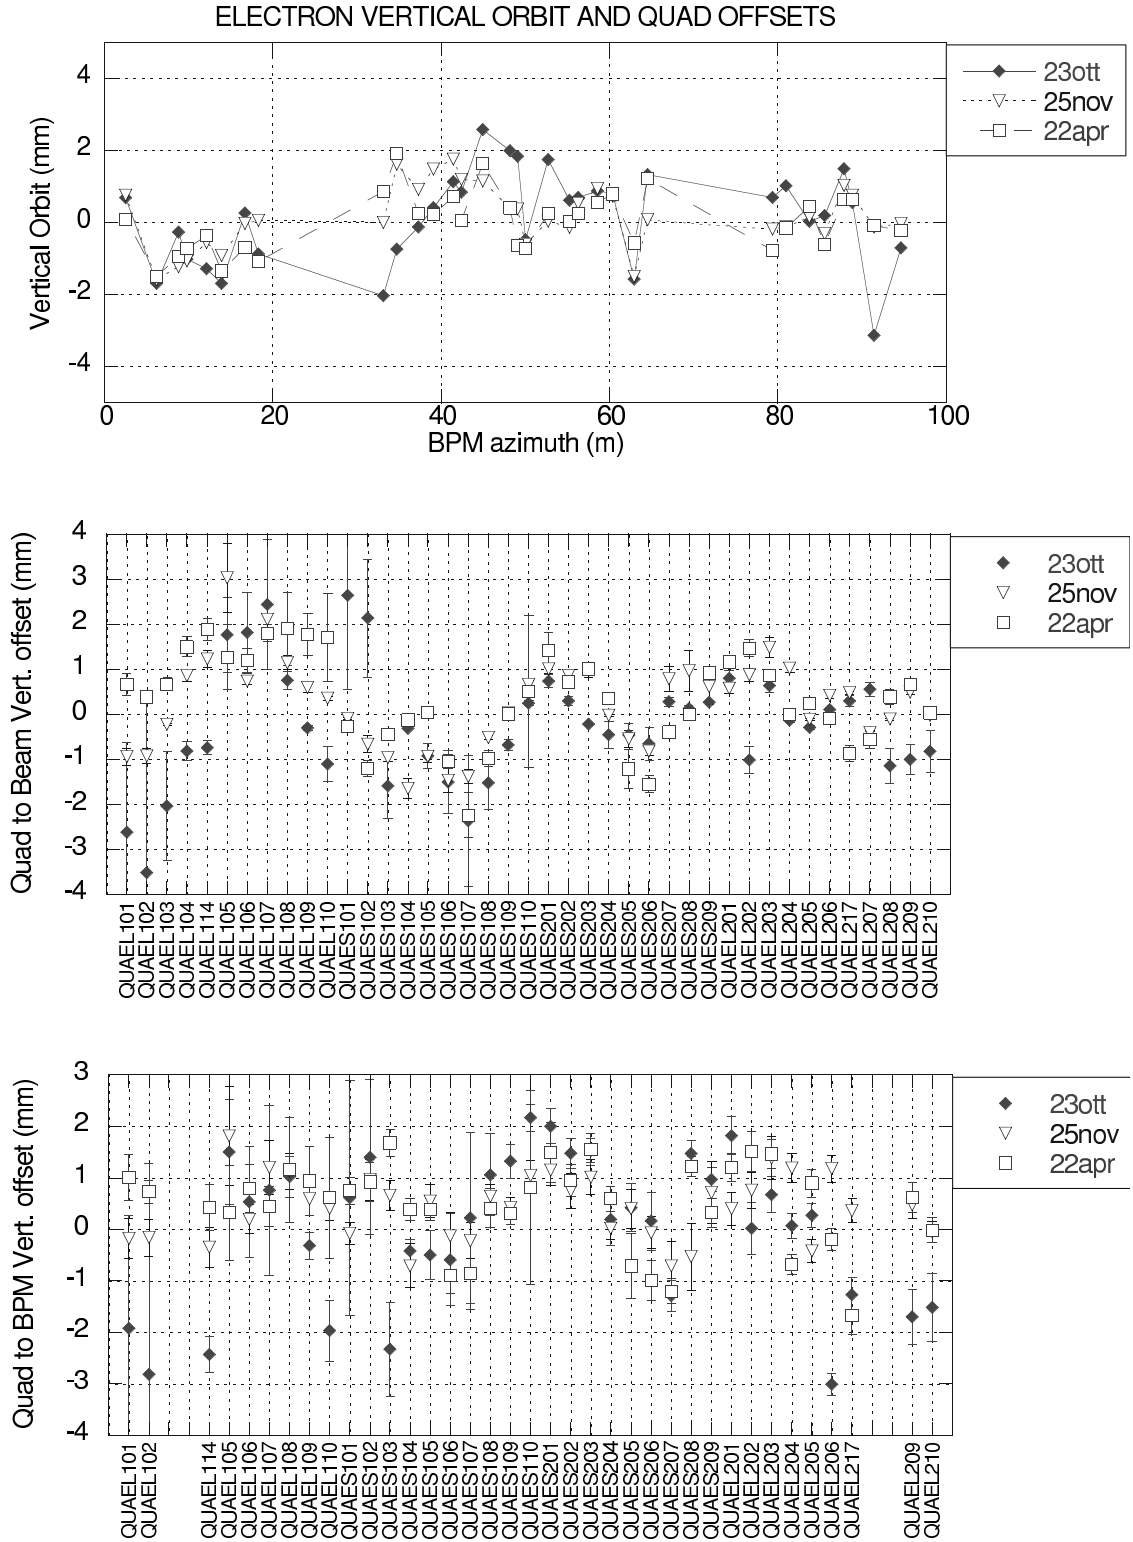 ELECTRON VERTICAL ORBIT AND QUAD OFFSETS
Vertical Orbit (mm)
4
2
0
-2
-4
0 20 40 60 80 100
BPM azimuth (m)
23ott
25nov
22apr
Quad to Beam Vert. offset (mm)
4
3
2
1
0
-1
-2
-3
-4
QUAEL101
QUAEL102
QUAEL103
QUAEL104
QUAEL114
QUAEL105
QUAEL106
QUAEL107
QUAEL108
QUAEL109
QUAEL110
QUAES101
QUAES102
QUAES103
QUAES104
QUAES105
QUAES106
QUAES107
QUAES108
QUAES109
QUAES110
QUAES201
QUAES202
QUAES203
QUAES204
QUAES205
QUAES206
QUAES207
QUAES208
QUAES209
QUAEL201
QUAEL202
QUAEL203
QUAEL204
QUAEL205
QUAEL206
QUAEL217
QUAEL207
QUAEL208
QUAEL209
QUAEL210
23ott
25nov
22apr
Quad to BPM Vert. offset (mm)
3
2
1
0
-1
-2
-3
-4
QUAEL101
QUAEL102
QUAEL114
QUAEL105
QUAEL106
QUAEL107
QUAEL108
QUAEL109
QUAEL110
QUAES101
QUAES102
QUAES103
QUAES104
QUAES105
QUAES106
QUAES107
QUAES108
QUAES109
QUAES110
QUAES201
QUAES202
QUAES203
QUAES204
QUAES205
QUAES206
QUAES207
QUAES208
QUAES209
QUAEL201
QUAEL202
QUAEL203
QUAEL204
QUAEL205
QUAEL206
QUAEL217
QUAEL209
QUAEL210
23ott
25nov
22apr